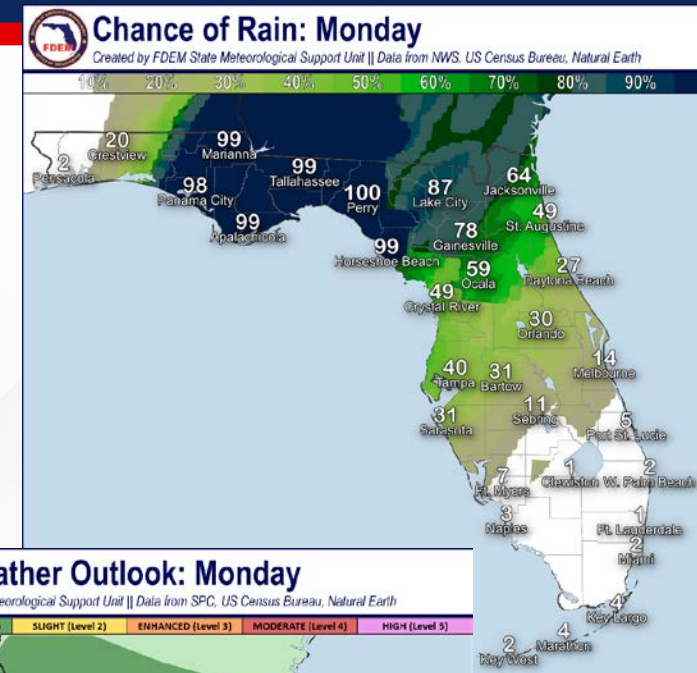 FDEM
Chance of Rain: Monday
Created by FDEM State Meteorological Support Unit || Data from NWS. US Census Bureau, Natural Earth
10% 20% 30% 40% 50% 60% 70% 80% 90%
2
Pensacola
20
Crestview
99
Marianna
98
Panama City
99
Tallahassee
99
Apalachicola
100
Perry
87
Lake City
64
Jacksonville
49
St. Augustine
78
Gainesville
99
Horseshoe Beach
59
Ocala
27
Daytona Beach
49
Crystal River
30
Orlando
14
Melbourne
40
Tampa
31
Bartow
31
Sarasota
11
Sebring
5
Port St. Lucie
7
Ft. Myers
1
Clewiston
2
W. Palm Beach
3
Naples
1
Ft. Lauderdale
2
Miami
4
Key Largo
4
Marathon
2
Key West
ather Outlook: Monday
eorological Support Unit || Data from SPC, US Census Bureau, Natural Earth
SLIGHT (Level 2) ENHANCED (Level 3) MODERATE (Level 4) HIGH (Level 5)